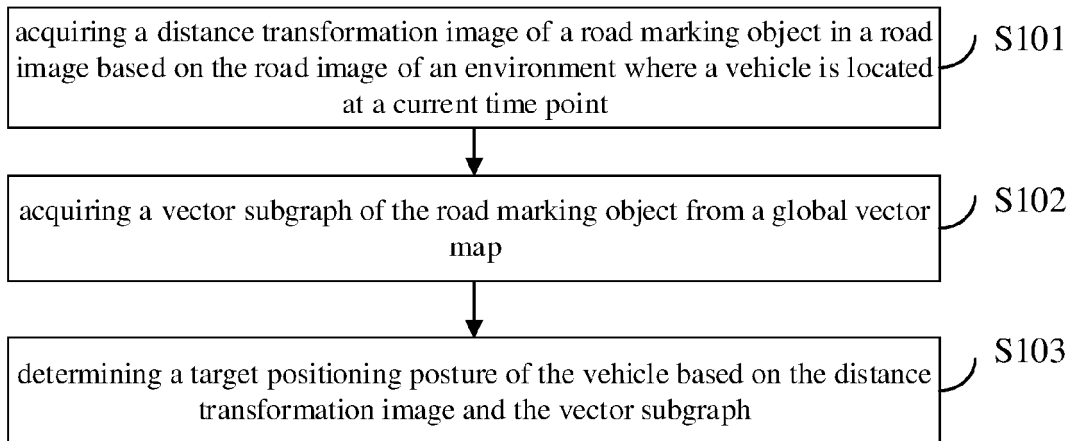 acquiring a distance transformation image of a road marking object in a road
image based on the road image of an environment where a vehicle is located
at a current time point
S101
acquiring a vector subgraph of the road marking object from a global vector
map
S102
determining a target positioning posture of the vehicle based on the distance
transformation image and the vector subgraph
S103